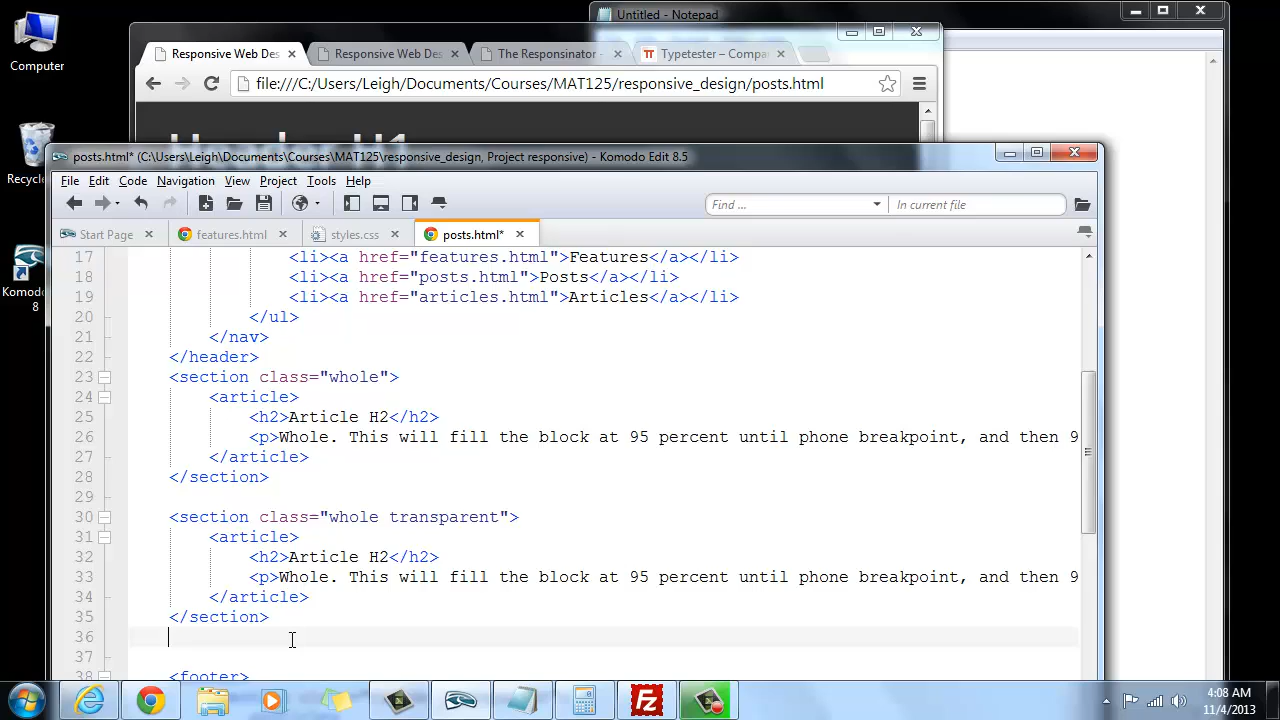 Computer
Recycle
Komodo
8
Untitled - Notepad
Responsive Web Des
Responsive Web Des
The Responsinator -
Typetester – Compa
file:///C:/Users/Leigh/Documents/Courses/MAT125/responsive_design/posts.html
posts.html* (C:\Users\Leigh\Documents\Courses\MAT125\responsive_design, Project responsive) - Komodo Edit 8.5
File Edit Code Navigation View Project Tools Help
Find ... In current file
Start Page features.html styles.css posts.html*
17 <li><a href="features.html">Features</a></li>
18 <li><a href="posts.html">Posts</a></li>
19 <li><a href="articles.html">Articles</a></li>
20 </ul>
21 </nav>
22 </header>
23 <section class="whole">
24 <article>
25 <h2>Article H2</h2>
26 <p>Whole. This will fill the block at 95 percent until phone breakpoint, and then 9
27 </article>
28 </section>
29
30 <section class="whole transparent">
31 <article>
32 <h2>Article H2</h2>
33 <p>Whole. This will fill the block at 95 percent until phone breakpoint, and then 9
34 </article>
35 </section>
36
37
38 <footer>
4:08 AM
11/4/2013